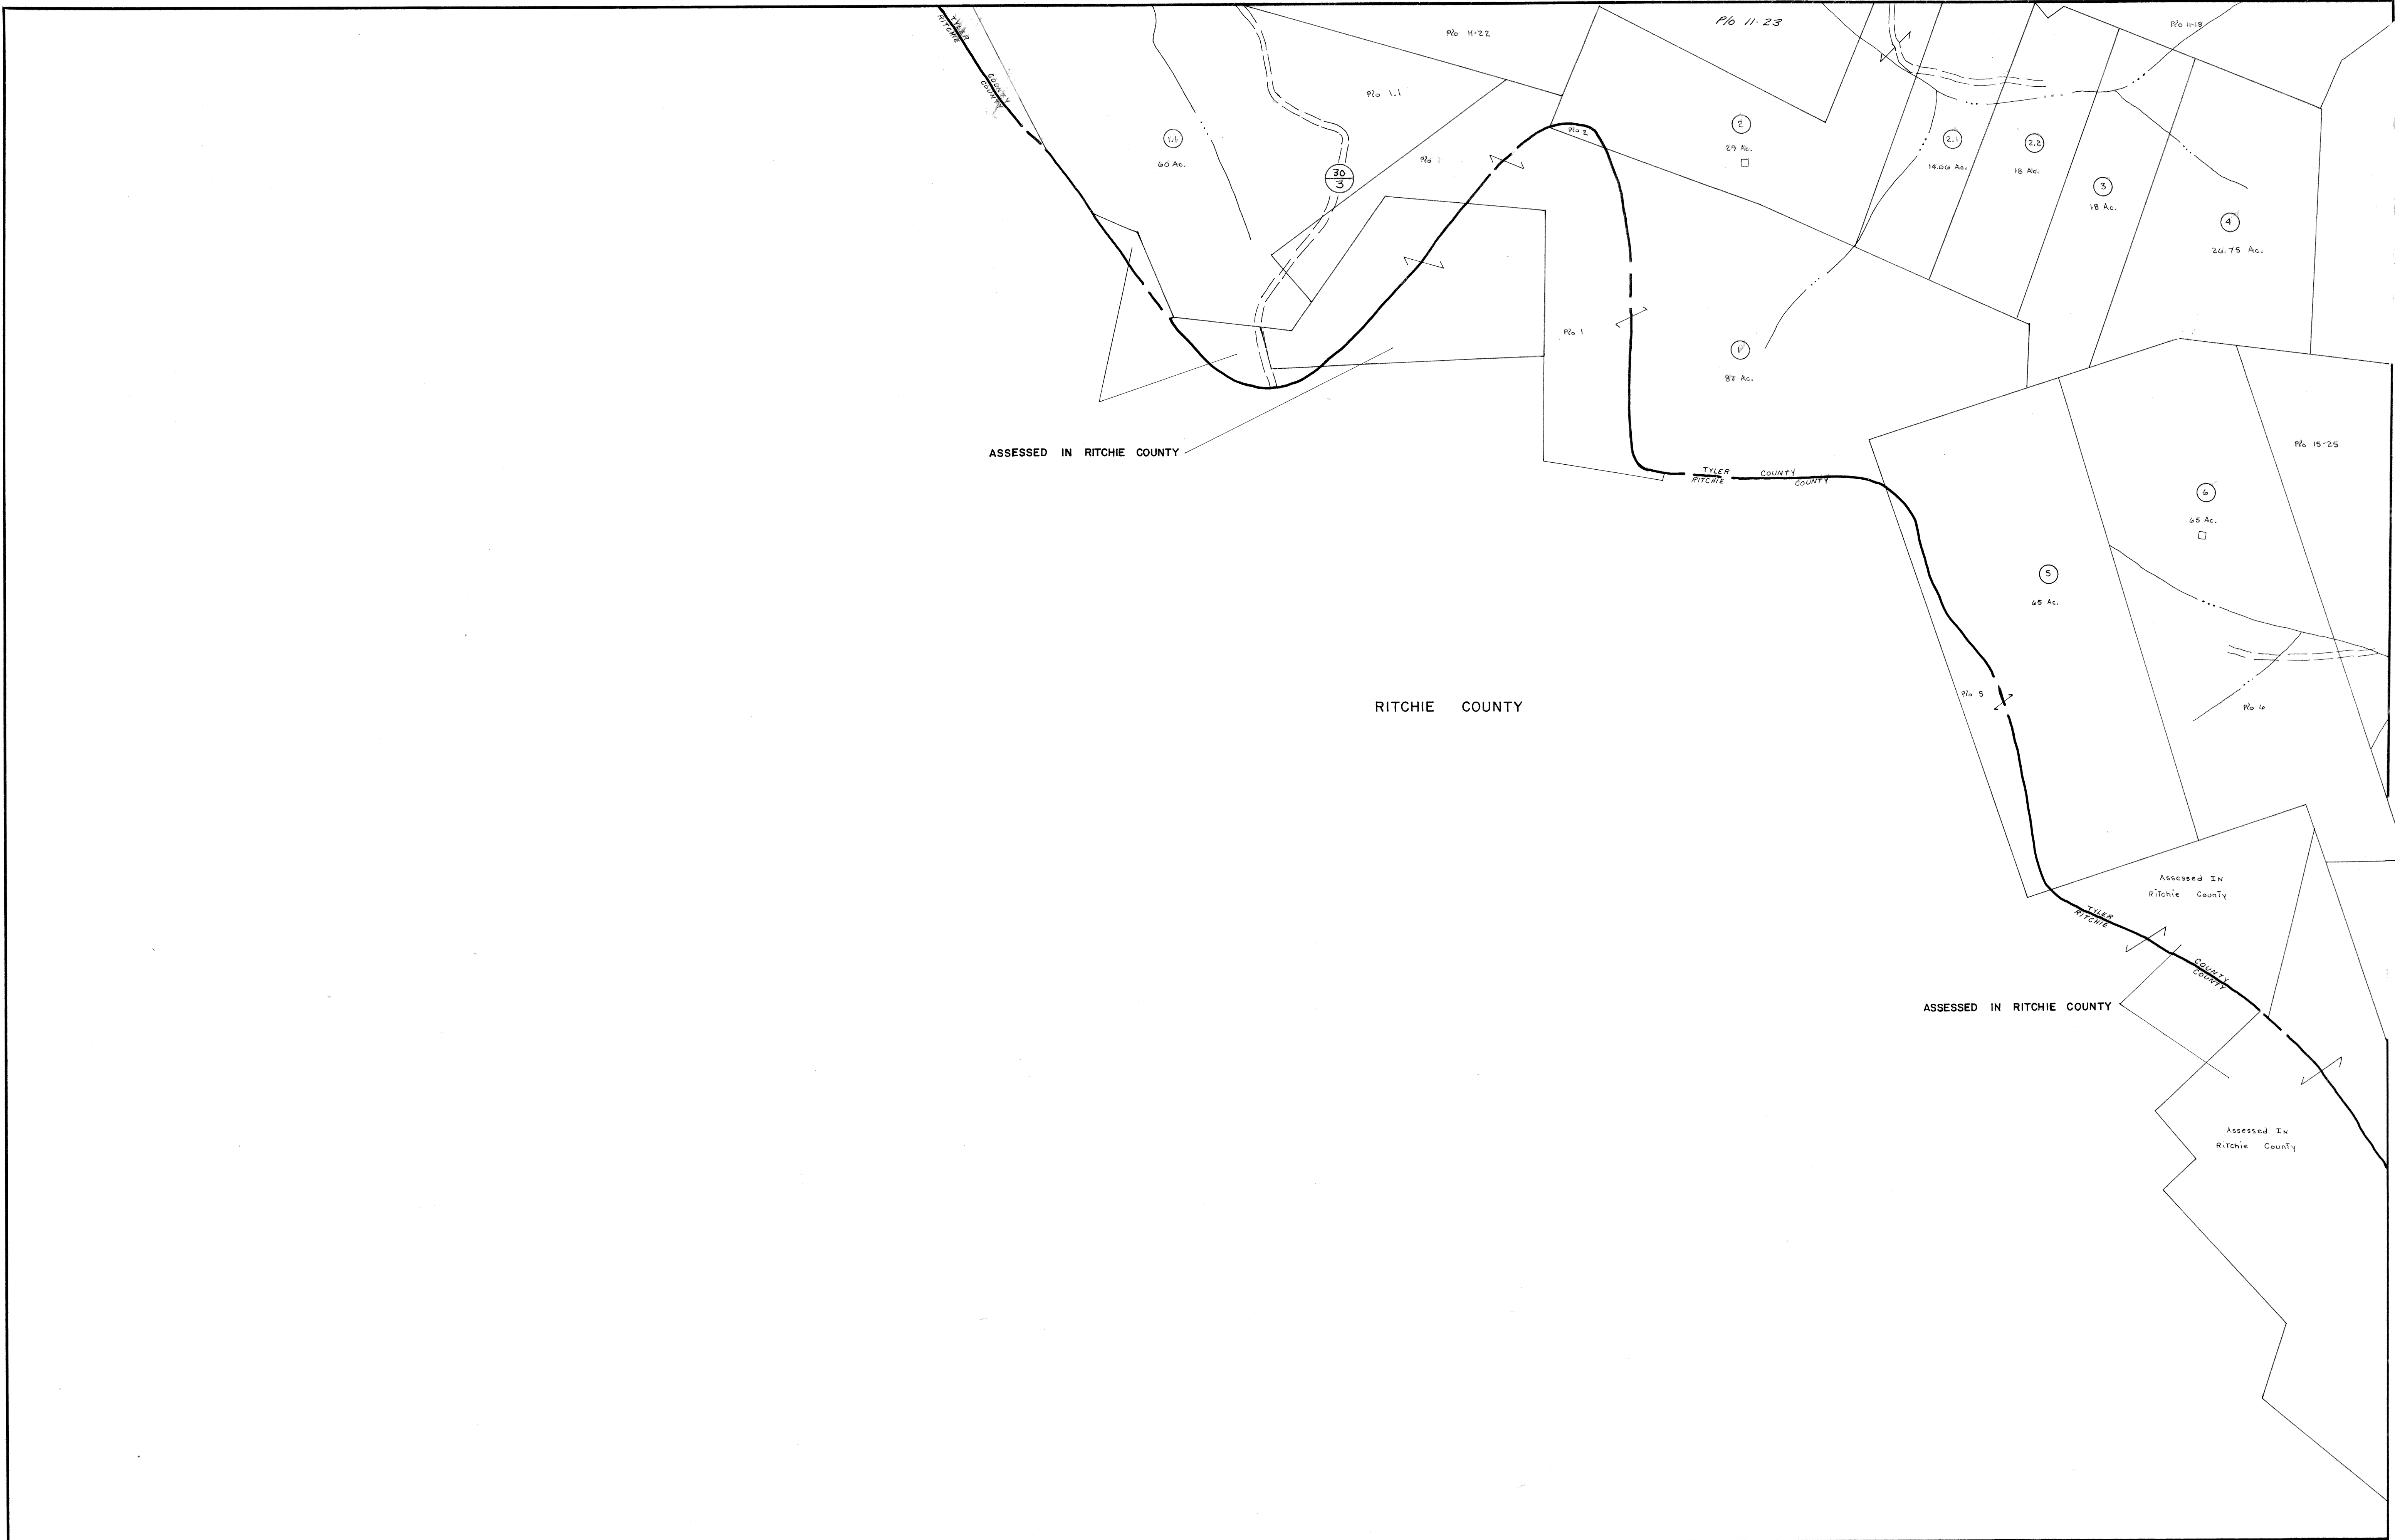 TYLER
RITCHIE
COUNTY
COUNTY
P/o 11-22
P/o 11-23
P/o 11-18
P/o 1.1
1.1
60 Ac.
30
3
P/o 1
P/o 2
2
29 Ac.
2.1
14.06 Ac.
2.2
18 Ac.
3
18 Ac.
4
26.75 Ac.
P/o 1
1
87 Ac.
ASSESSED IN RITCHIE COUNTY
TYLER COUNTY
RITCHIE COUNTY
P/o 15-25
6
65 Ac.
5
65 Ac.
P/o 5
P/o 6
RITCHIE COUNTY
Assessed In
Ritchie County
TYLER
RITCHIE
COUNTY
COUNTY
ASSESSED IN RITCHIE COUNTY
Assessed In
Ritchie County